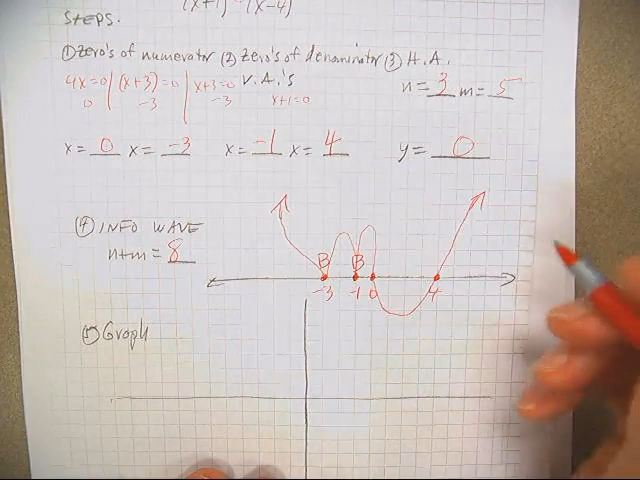 (x+1) (x-4)
STEPS.
① Zero's of numerator ② Zero's of denominator ③ H.A.
4x=0 | (x+3)=0 | x+3=0 V.A.'s n=3 m=5
0 -3 -3 x+1=0
x=0 x=-3 x=-1 x=4 y=0
④ INFO WAVE
n+m=8
B B
-3 -1 0 4
⑤ Graph